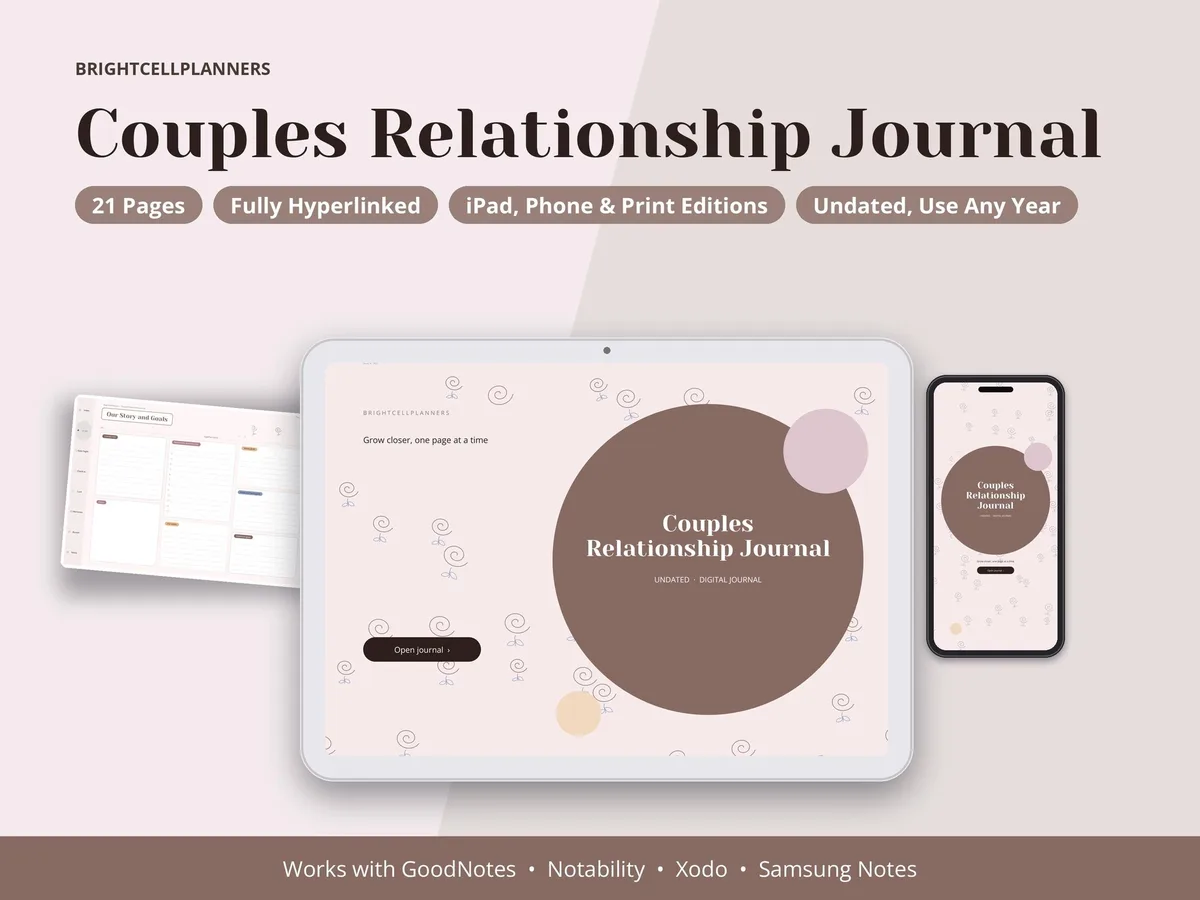 BRIGHTCELLPLANNERS
Couples Relationship Journal
21 Pages
Fully Hyperlinked
iPad, Phone & Print Editions
Undated, Use Any Year
Our Story and Goals
BRIGHTCELLPLANNERS
Grow closer, one page at a time
Couples
Relationship Journal
UNDATED · DIGITAL JOURNAL
Open journal ›
Couples
Relationship
Journal
Works with GoodNotes • Notability • Xodo • Samsung Notes